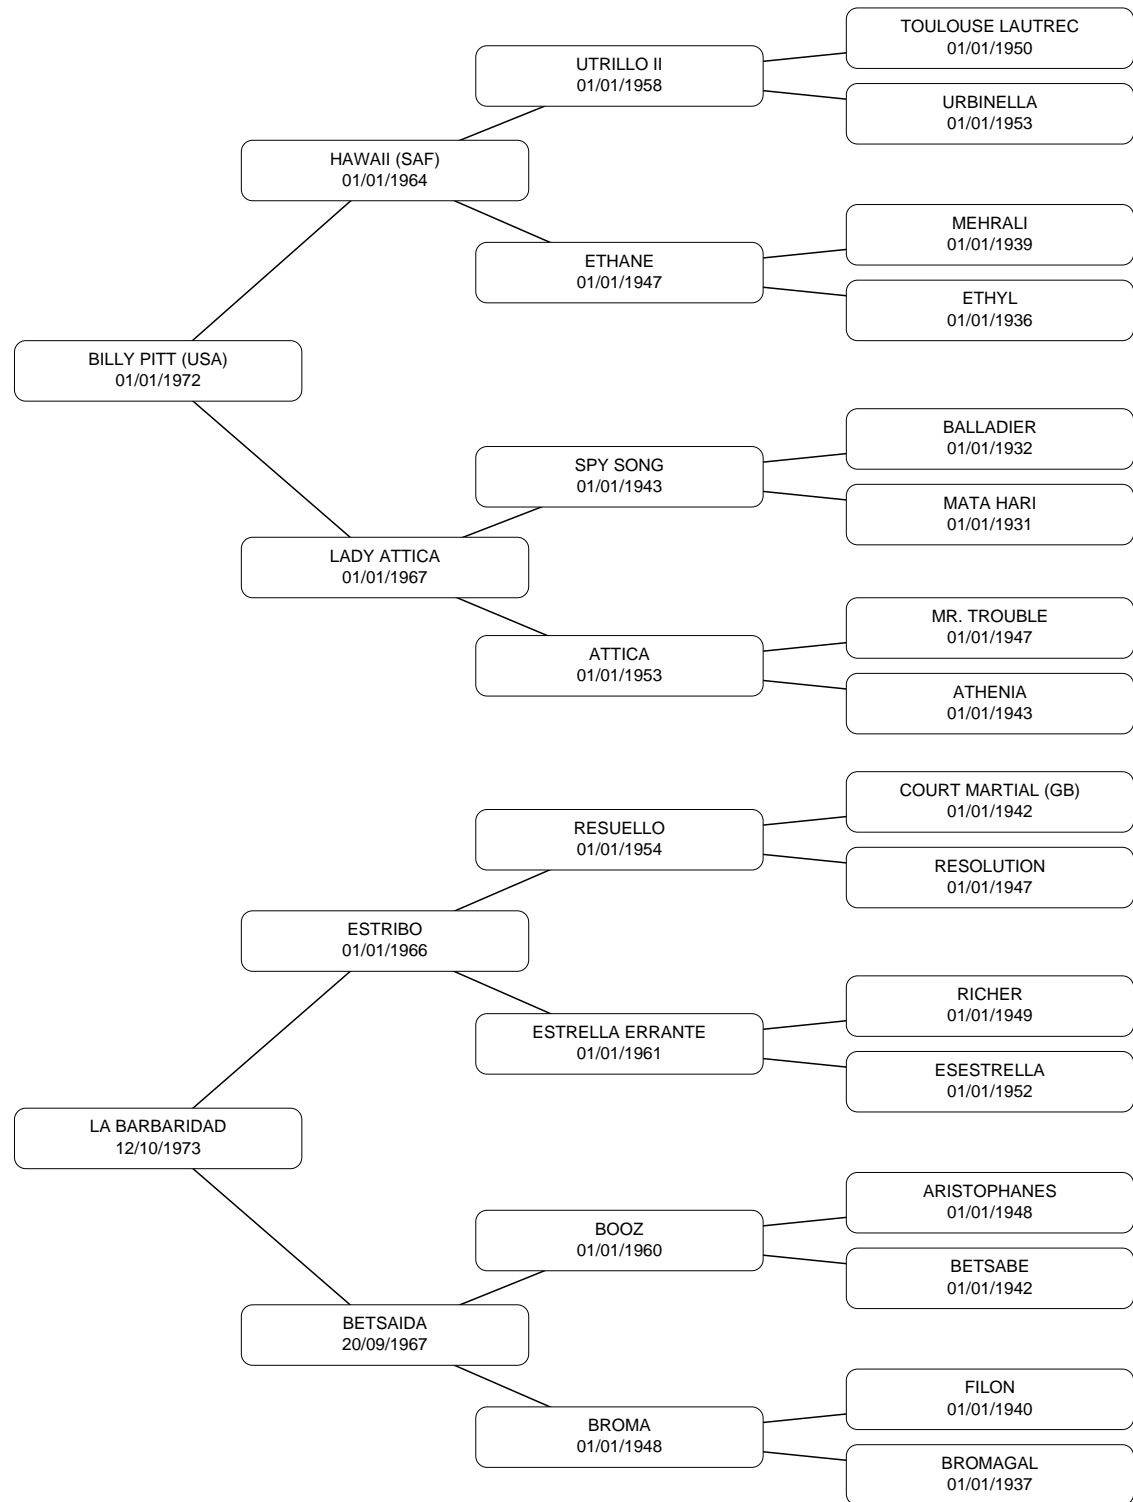 TOULOUSE LAUTREC
01/01/1950
UTRILLO II
01/01/1958
URBINELLA
01/01/1953
HAWAII (SAF)
01/01/1964
MEHRALI
01/01/1939
ETHANE
01/01/1947
ETHYL
01/01/1936
BILLY PITT (USA)
01/01/1972
BALLADIER
01/01/1932
SPY SONG
01/01/1943
MATA HARI
01/01/1931
LADY ATTICA
01/01/1967
MR. TROUBLE
01/01/1947
ATTICA
01/01/1953
ATHENIA
01/01/1943
COURT MARTIAL (GB)
01/01/1942
RESUELLO
01/01/1954
RESOLUTION
01/01/1947
ESTRIBO
01/01/1966
RICHER
01/01/1949
ESTRELLA ERRANTE
01/01/1961
ESESTRELLA
01/01/1952
LA BARBARIDAD
12/10/1973
ARISTOPHANES
01/01/1948
BOOZ
01/01/1960
BETSABE
01/01/1942
BETSAIDA
20/09/1967
FILON
01/01/1940
BROMA
01/01/1948
BROMAGAL
01/01/1937